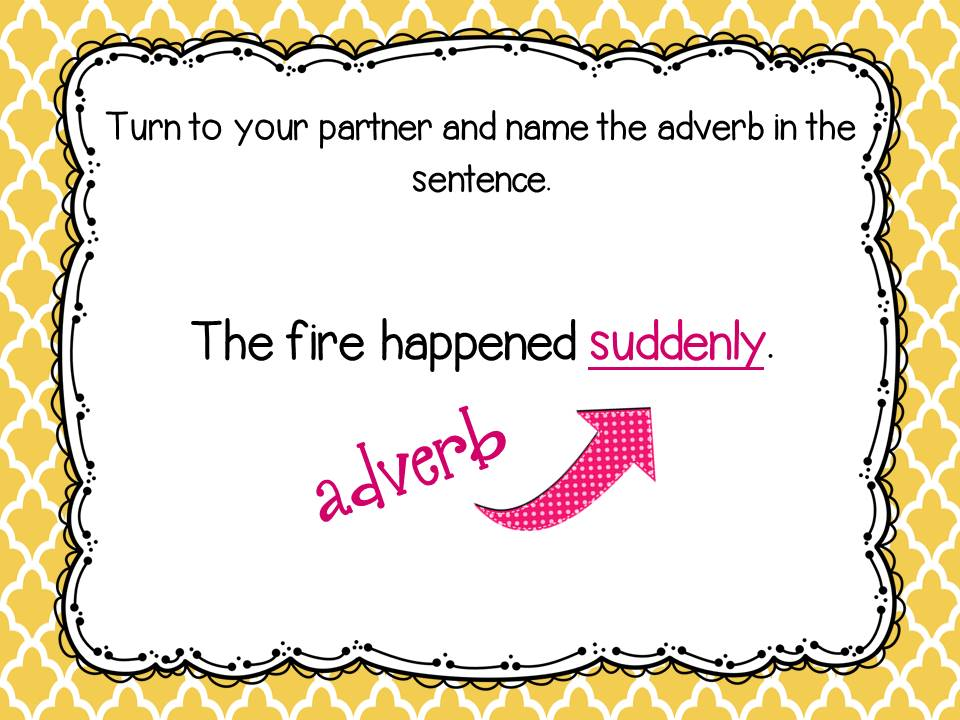 Turn to your partner and name the adverb in the
sentence.
The fire happened suddenly.
adverb